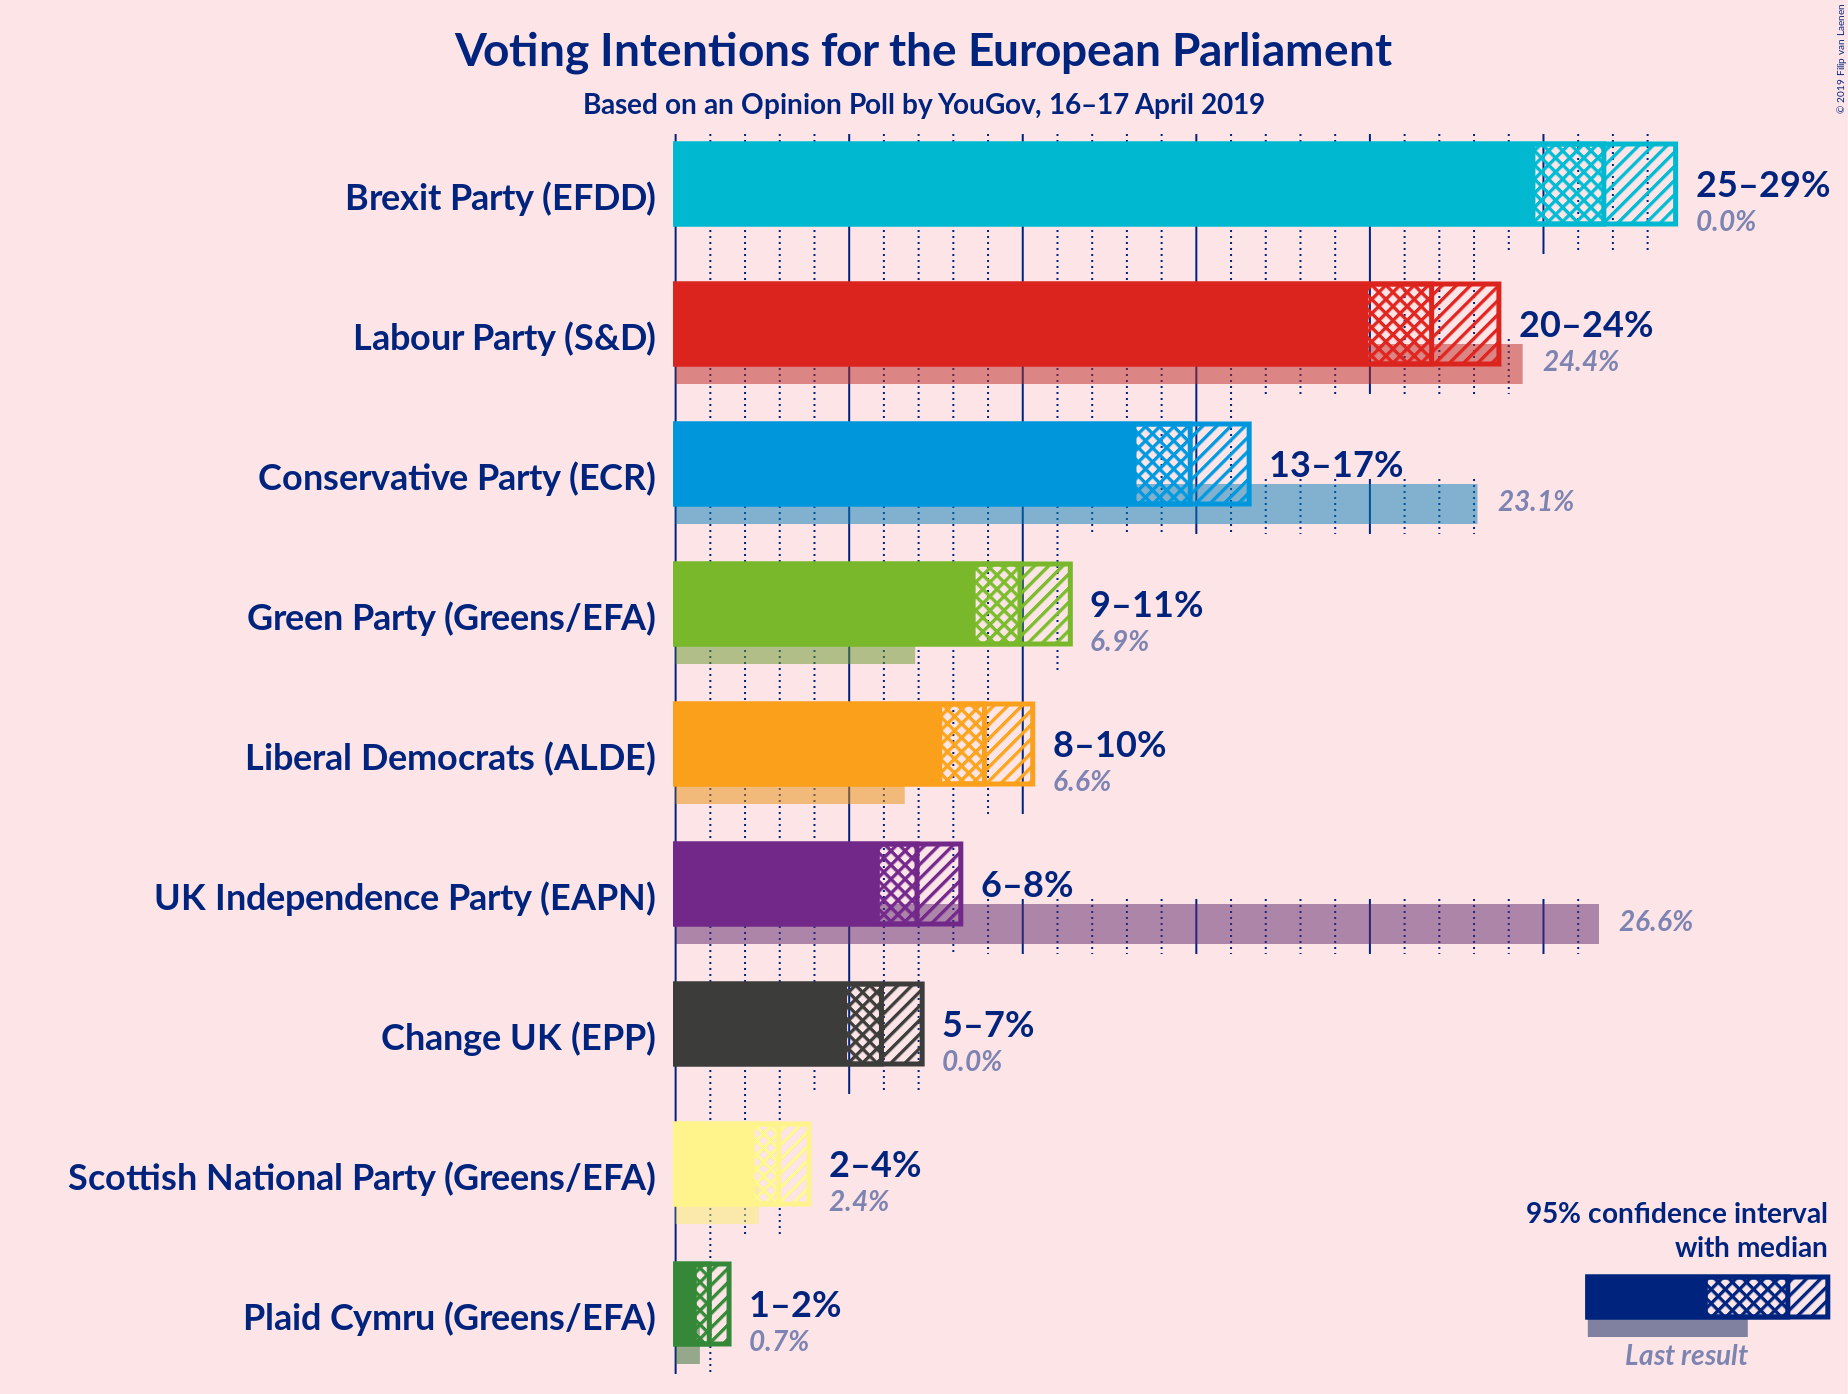 Voting Intentions for the European Parliament
Based on an Opinion Poll by YouGov, 16–17 April 2019
© 2019 Filip van Laenen
Brexit Party (EFDD)
25–29%
0.0%
Labour Party (S&D)
20–24%
24.4%
Conservative Party (ECR)
13–17%
23.1%
Green Party (Greens/EFA)
9–11%
6.9%
Liberal Democrats (ALDE)
8–10%
6.6%
UK Independence Party (EAPN)
6–8%
26.6%
Change UK (EPP)
5–7%
0.0%
Scottish National Party (Greens/EFA)
2–4%
2.4%
Plaid Cymru (Greens/EFA)
1–2%
0.7%
95% confidence interval
with median
Last result